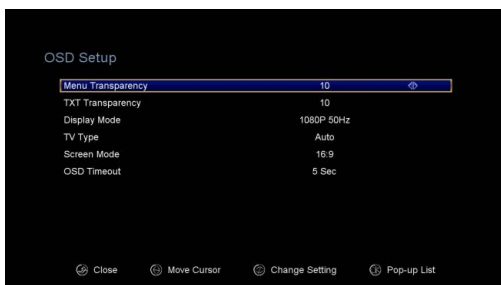 OSD Setup
Menu Transparency 10
TXT Transparency 10
Display Mode 1080P 50Hz
TV Type Auto
Screen Mode 16:9
OSD Timeout 5 Sec
Close Move Cursor Change Setting Pop-up List